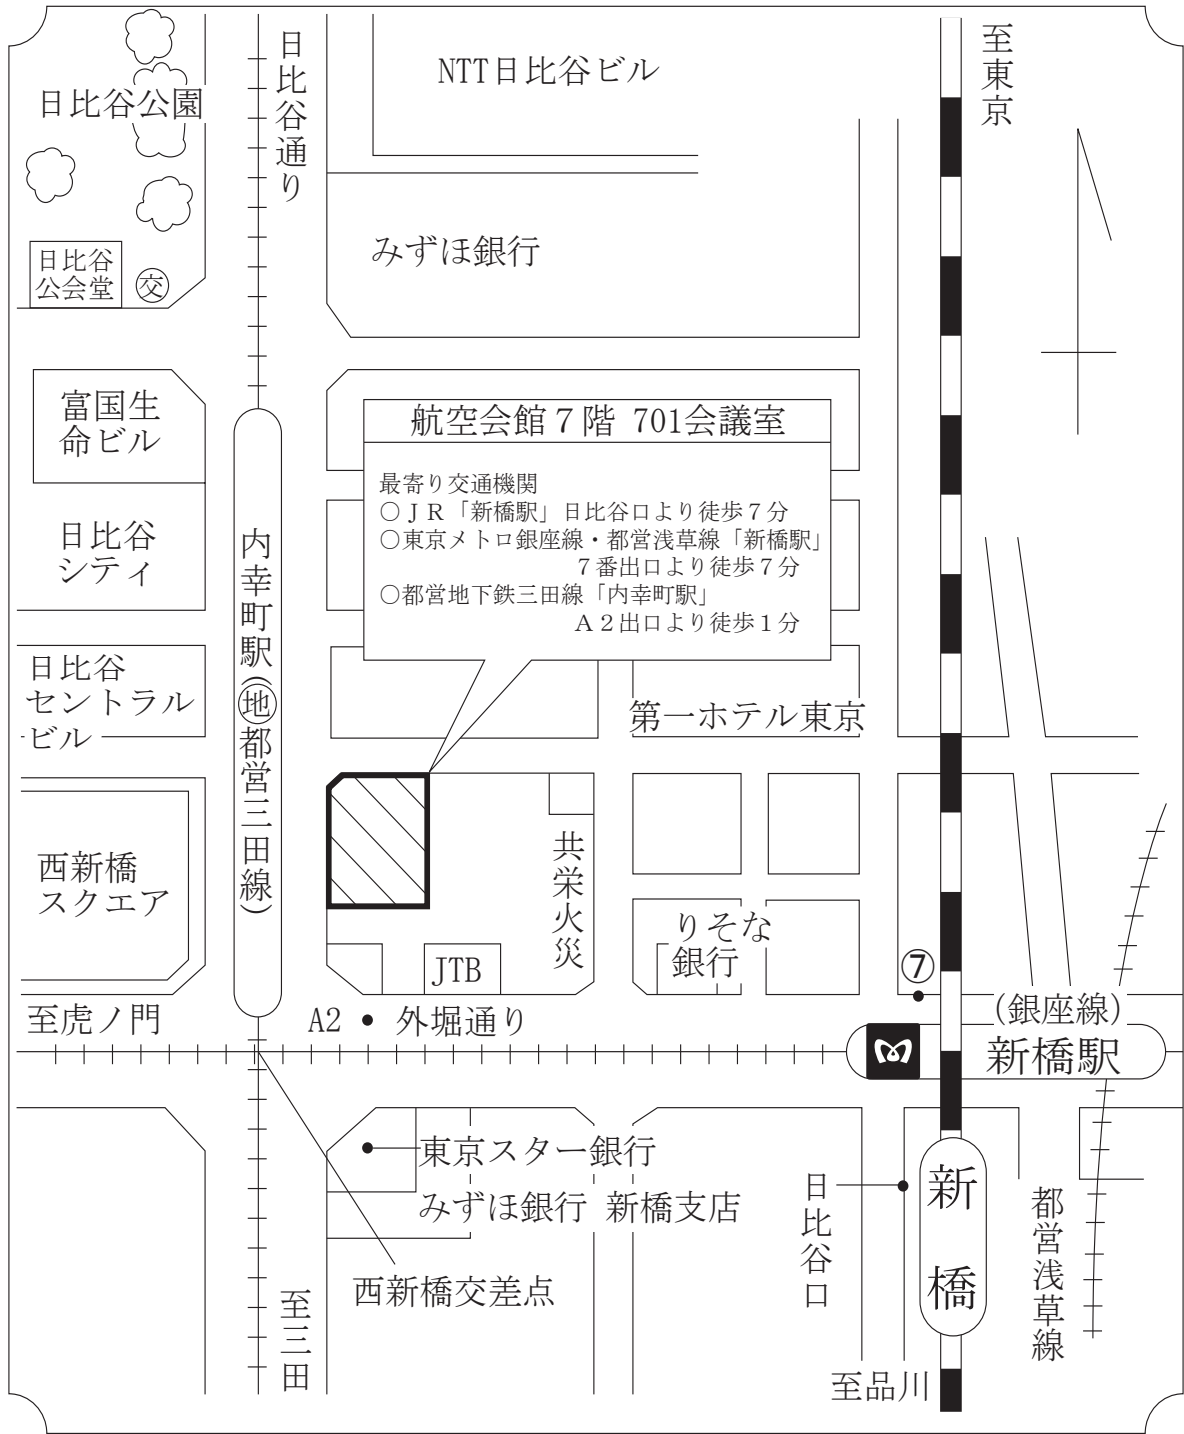 日比谷公園
日比谷通り
NTT日比谷ビル
至東京
みずほ銀行
日比谷
公会堂
交
富国生
命ビル
航空会館７階 701会議室
最寄り交通機関
○ＪＲ「新橋駅」日比谷口より徒歩７分
○東京メトロ銀座線・都営浅草線「新橋駅」
７番出口より徒歩７分
○都営地下鉄三田線「内幸町駅」
Ａ２出口より徒歩１分
日比谷
シティ
内幸町駅(地都営三田線)
日比谷
セントラル
ビル
第一ホテル東京
西新橋
スクエア
共栄火災
りそな
銀行
JTB
⑦
至虎ノ門
A2 ● 外堀通り
(銀座線)
新橋駅
東京スター銀行
みずほ銀行 新橋支店
日比谷口
新橋
都営浅草線
西新橋交差点
至三田
至品川